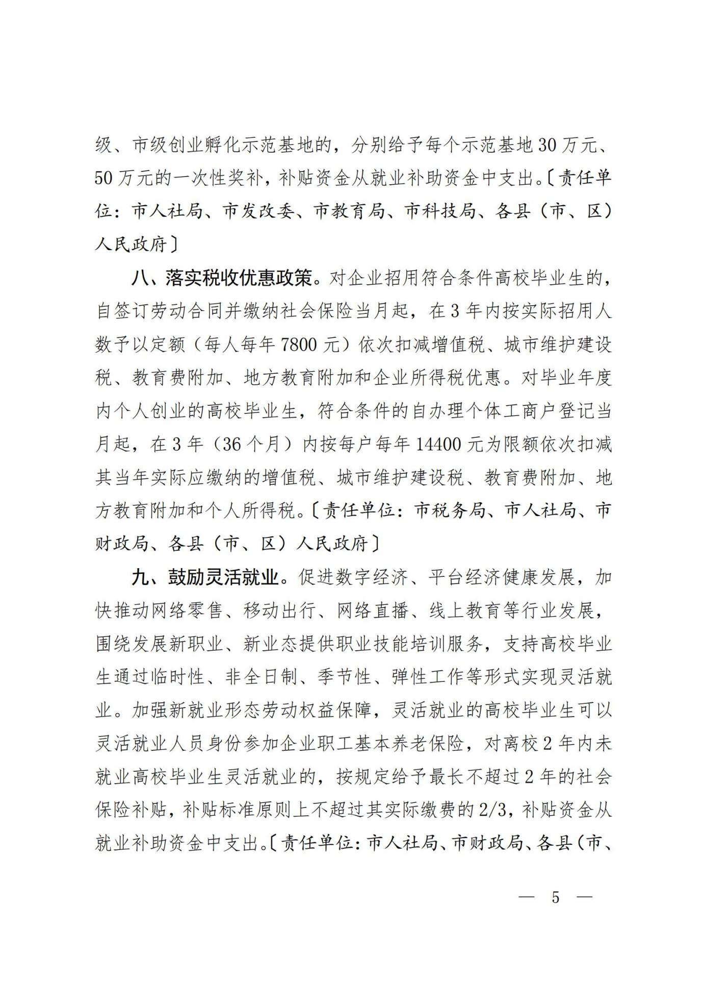 级、市级创业孵化示范基地的，分别给予每个示范基地 30 万元、
50 万元的一次性奖补，补贴资金从就业补助资金中支出。〔责任单
位：市人社局、市发改委、市教育局、市科技局、各县（市、区）
人民政府〕
八、落实税收优惠政策。对企业招用符合条件高校毕业生的，
自签订劳动合同并缴纳社会保险当月起，在 3 年内按实际招用人
数予以定额（每人每年 7800 元）依次扣减增值税、城市维护建设
税、教育费附加、地方教育附加和企业所得税优惠。对毕业年度
内个人创业的高校毕业生，符合条件的自办理个体工商户登记当
月起，在 3 年（36 个月）内按每户每年 14400 元为限额依次扣减
其当年实际应缴纳的增值税、城市维护建设税、教育费附加、地
方教育附加和个人所得税。〔责任单位：市税务局、市人社局、市
财政局、各县（市、区）人民政府〕
九、鼓励灵活就业。促进数字经济、平台经济健康发展，加
快推动网络零售、移动出行、网络直播、线上教育等行业发展，
围绕发展新职业、新业态提供职业技能培训服务，支持高校毕业
生通过临时性、非全日制、季节性、弹性工作等形式实现灵活就
业。加强新就业形态劳动权益保障，灵活就业的高校毕业生可以
灵活就业人员身份参加企业职工基本养老保险，对离校 2 年内未
就业高校毕业生灵活就业的，按规定给予最长不超过 2 年的社会
保险补贴，补贴标准原则上不超过其实际缴费的 2/3，补贴资金从
就业补助资金中支出。〔责任单位：市人社局、市财政局、各县（市、
— 5 —